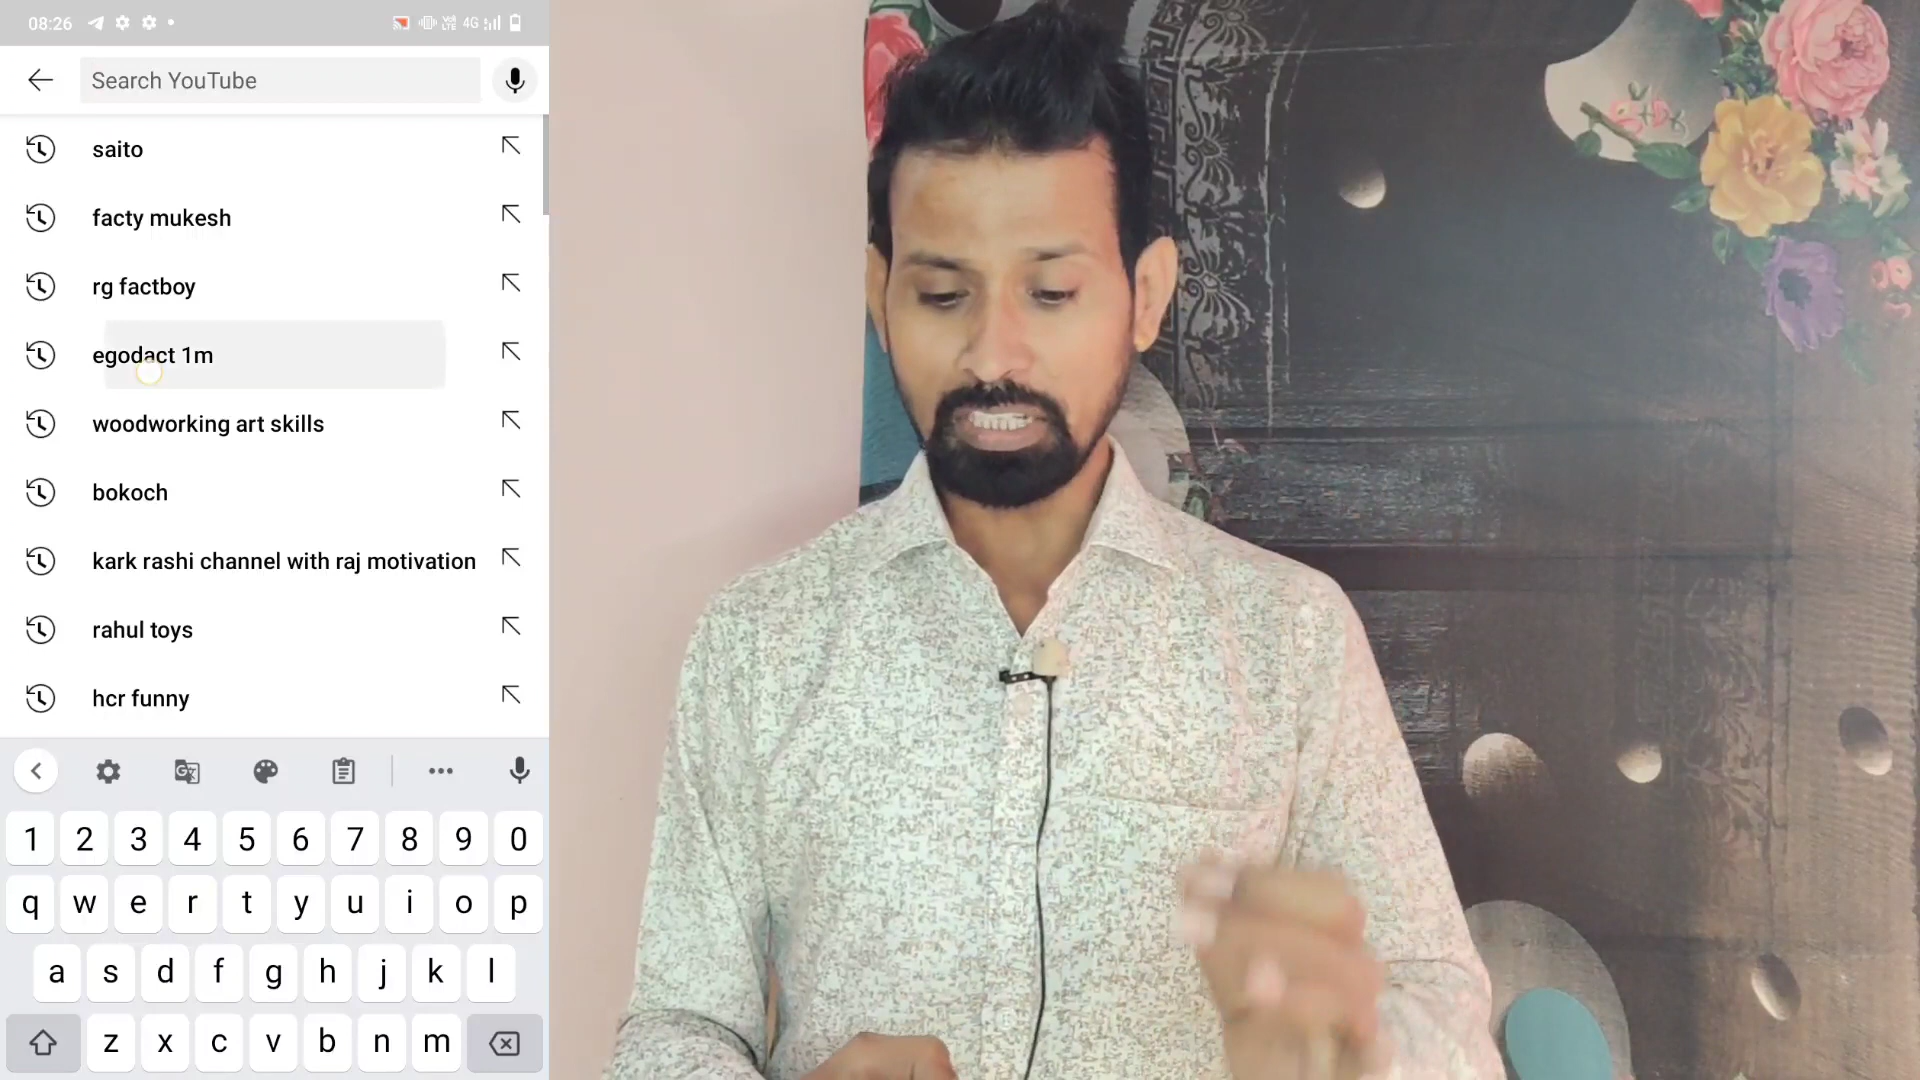 08:26
4G
Search YouTube
saito
facty mukesh
rg factboy
egodact 1m
woodworking art skills
bokoch
kark rashi channel with raj motivation
rahul toys
hcr funny
1 2 3 4 5 6 7 8 9 0
q w e r t y u i o p
a s d f g h j k l
z x c v b n m